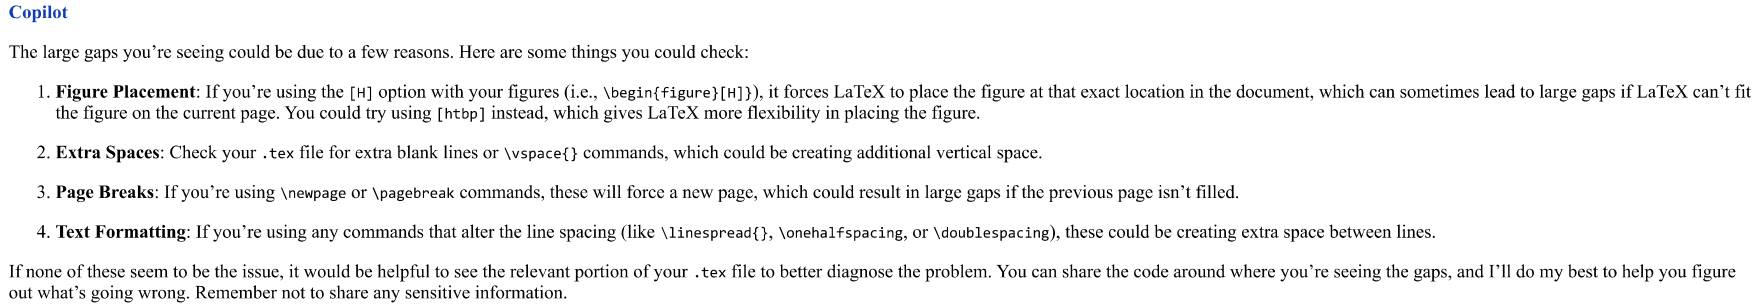 Copilot
The large gaps you’re seeing could be due to a few reasons. Here are some things you could check:
1. Figure Placement: If you’re using the [H] option with your figures (i.e., \begin{figure}[H]}), it forces LaTeX to place the figure at that exact location in the document, which can sometimes lead to large gaps if LaTeX can’t fit
the figure on the current page. You could try using [htbp] instead, which gives LaTeX more flexibility in placing the figure.
2. Extra Spaces: Check your .tex file for extra blank lines or \vspace{} commands, which could be creating additional vertical space.
3. Page Breaks: If you’re using \newpage or \pagebreak commands, these will force a new page, which could result in large gaps if the previous page isn’t filled.
4. Text Formatting: If you’re using any commands that alter the line spacing (like \linespread{}, \onehalfspacing, or \doublespacing), these could be creating extra space between lines.
If none of these seem to be the issue, it would be helpful to see the relevant portion of your .tex file to better diagnose the problem. You can share the code around where you’re seeing the gaps, and I’ll do my best to help you figure
out what’s going wrong. Remember not to share any sensitive information.